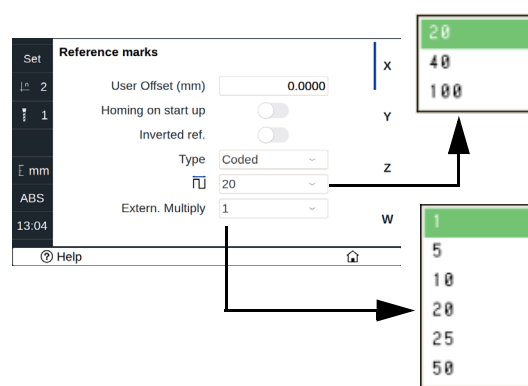 Set
2
1
mm
ABS
13:04
Reference marks
User Offset (mm) 0.0000
Homing on start up
Inverted ref.
Type Coded
20
Extern. Multiply 1
X
Y
Z
W
? Help
20
40
100
1
5
10
20
25
50